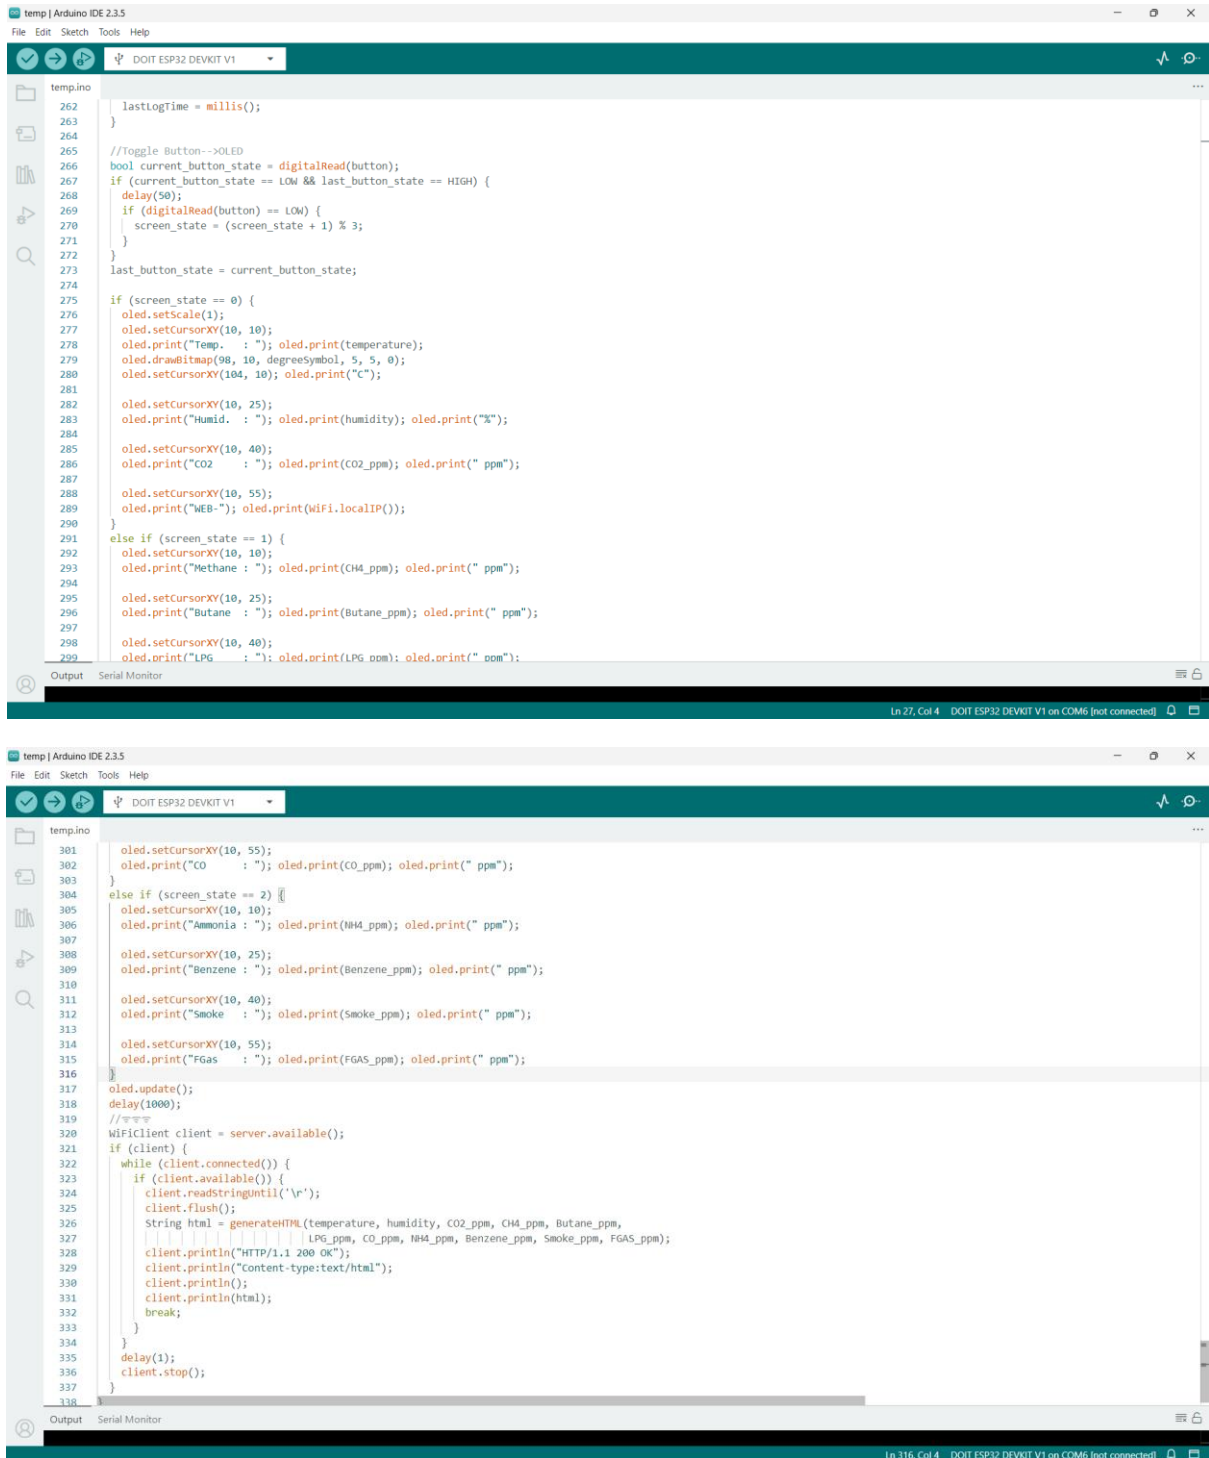 temp | Arduino IDE 2.3.5
File Edit Sketch Tools Help
DOIT ESP32 DEVKIT V1
temp.ino
262 lastLogTime = millis();
263 }
264
265 //Toggle Button-->OLED
266 bool current_button_state = digitalRead(button);
267 if (current_button_state == LOW && last_button_state == HIGH) {
268 delay(50);
269 if (digitalRead(button) == LOW) {
270 screen_state = (screen_state + 1) % 3;
271 }
272 }
273 last_button_state = current_button_state;
274
275 if (screen_state == 0) {
276 oled.setScale(1);
277 oled.setCursorXY(10, 10);
278 oled.print("Temp.   : "); oled.print(temperature);
279 oled.drawBitmap(98, 10, degreeSymbol, 5, 5, 0);
280 oled.setCursorXY(104, 10); oled.print("C");
281
282 oled.setCursorXY(10, 25);
283 oled.print("Humid.  : "); oled.print(humidity); oled.print("%");
284
285 oled.setCursorXY(10, 40);
286 oled.print("CO2     : "); oled.print(CO2_ppm); oled.print(" ppm");
287
288 oled.setCursorXY(10, 55);
289 oled.print("WEB-"); oled.print(WiFi.localIP());
290 }
291 else if (screen_state == 1) {
292 oled.setCursorXY(10, 10);
293 oled.print("Methane : "); oled.print(CH4_ppm); oled.print(" ppm");
294
295 oled.setCursorXY(10, 25);
296 oled.print("Butane  : "); oled.print(Butane_ppm); oled.print(" ppm");
297
298 oled.setCursorXY(10, 40);
299 oled.print("LPG     : "); oled.print(LPG_ppm); oled.print(" ppm");
Output Serial Monitor
Ln 27, Col 4 DOIT ESP32 DEVKIT V1 on COM6 [not connected]
temp | Arduino IDE 2.3.5
File Edit Sketch Tools Help
DOIT ESP32 DEVKIT V1
temp.ino
301 oled.setCursorXY(10, 55);
302 oled.print("CO      : "); oled.print(CO_ppm); oled.print(" ppm");
303 }
304 else if (screen_state == 2) {
305 oled.setCursorXY(10, 10);
306 oled.print("Ammonia : "); oled.print(NH4_ppm); oled.print(" ppm");
307
308 oled.setCursorXY(10, 25);
309 oled.print("Benzene : "); oled.print(Benzene_ppm); oled.print(" ppm");
310
311 oled.setCursorXY(10, 40);
312 oled.print("Smoke   : "); oled.print(Smoke_ppm); oled.print(" ppm");
313
314 oled.setCursorXY(10, 55);
315 oled.print("FGas    : "); oled.print(FGAS_ppm); oled.print(" ppm");
316 }
317 oled.update();
318 delay(1000);
319 //
320 WiFiClient client = server.available();
321 if (client) {
322 while (client.connected()) {
323 if (client.available()) {
324 client.readStringUntil('\r');
325 client.flush();
326 String html = generateHTML(temperature, humidity, CO2_ppm, CH4_ppm, Butane_ppm,
327 LPG_ppm, CO_ppm, NH4_ppm, Benzene_ppm, Smoke_ppm, FGAS_ppm);
328 client.println("HTTP/1.1 200 OK");
329 client.println("Content-type:text/html");
330 client.println();
331 client.println(html);
332 break;
333 }
334 }
335 delay(1);
336 client.stop();
337 }
338 }
Output Serial Monitor
Ln 316, Col 4 DOIT ESP32 DEVKIT V1 on COM6 [not connected]